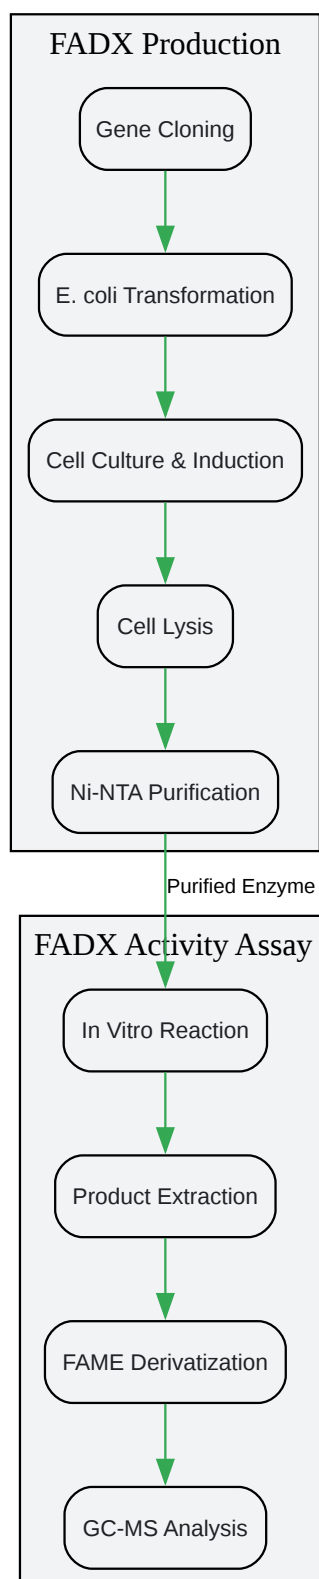 FADX Production
Gene Cloning
E. coli Transformation
Cell Culture & Induction
Cell Lysis
Ni-NTA Purification
Purified Enzyme
FADX Activity Assay
In Vitro Reaction
Product Extraction
FAME Derivatization
GC-MS Analysis